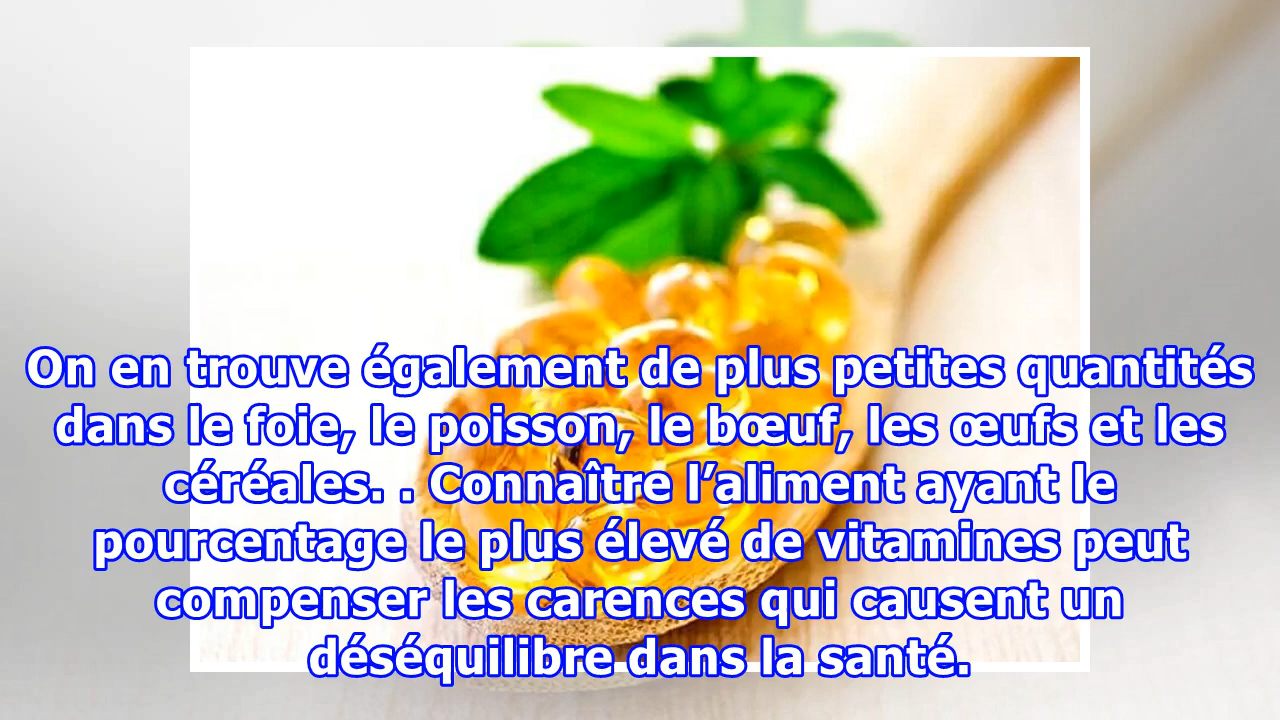 On en trouve également de plus petites quantités
dans le foie, le poisson, le bœuf, les œufs et les
céréales. . Connaître l’aliment ayant le
pourcentage le plus élevé de vitamines peut
compenser les carences qui causent un
déséquilibre dans la santé.